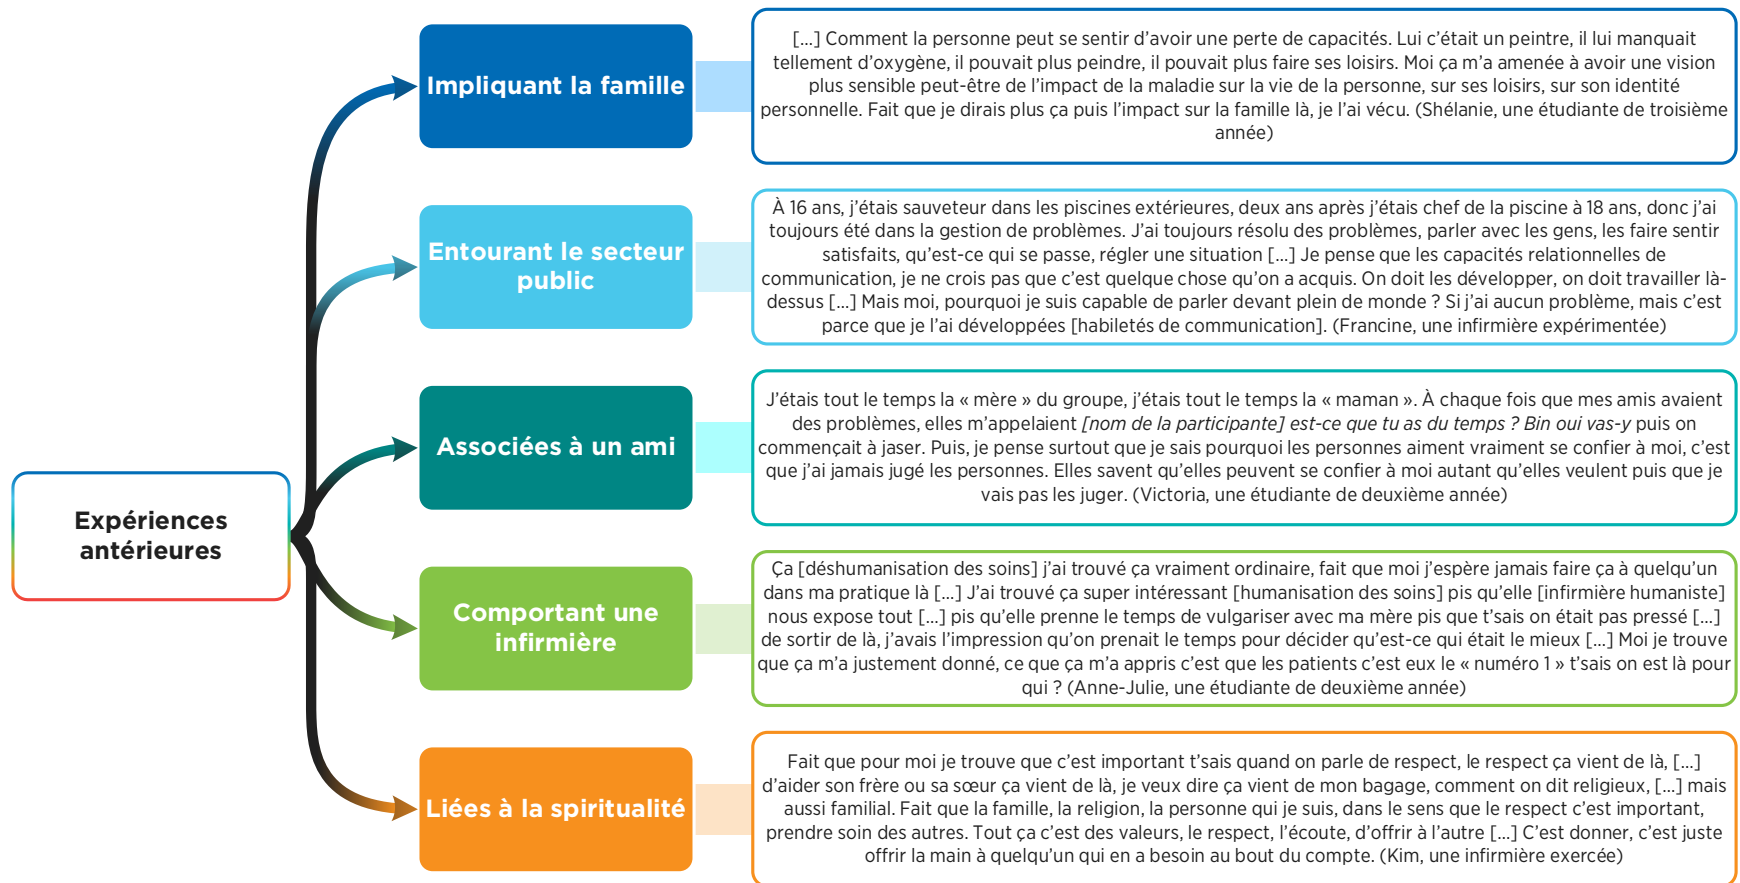 Expériences
antérieures
Impliquant la famille
[…] Comment la personne peut se sentir d’avoir une perte de capacités. Lui c’était un peintre, il lui manquait
tellement d’oxygène, il pouvait plus peindre, il pouvait plus faire ses loisirs. Moi ça m’a amenée à avoir une vision
plus sensible peut-être de l’impact de la maladie sur la vie de la personne, sur ses loisirs, sur son identité
personnelle. Fait que je dirais plus ça puis l’impact sur la famille là, je l’ai vécu. (Shélanie, une étudiante de troisième
année)
Entourant le secteur
public
À 16 ans, j’étais sauveteur dans les piscines extérieures, deux ans après j’étais chef de la piscine à 18 ans, donc j’ai
toujours été dans la gestion de problèmes. J’ai toujours résolu des problèmes, parler avec les gens, les faire sentir
satisfaits, qu’est-ce qui se passe, régler une situation […] Je pense que les capacités relationnelles de
communication, je ne crois pas que c’est quelque chose qu’on a acquis. On doit les développer, on doit travailler là-
dessus […] Mais moi, pourquoi je suis capable de parler devant plein de monde ? Si j’ai aucun problème, mais c’est
parce que je l’ai développées [habiletés de communication]. (Francine, une infirmière expérimentée)
Associées à un ami
J’étais tout le temps la « mère » du groupe, j’étais tout le temps la « maman ». À chaque fois que mes amis avaient
des problèmes, elles m’appelaient [nom de la participante] est-ce que tu as du temps ? Bin oui vas-y puis on
commençait à jaser. Puis, je pense surtout que je sais pourquoi les personnes aiment vraiment se confier à moi, c’est
que j’ai jamais jugé les personnes. Elles savent qu’elles peuvent se confier à moi autant qu’elles veulent puis que je
vais pas les juger. (Victoria, une étudiante de deuxième année)
Comportant une
infirmière
Ça [déshumanisation des soins] j’ai trouvé ça vraiment ordinaire, fait que moi j’espère jamais faire ça à quelqu’un
dans ma pratique là […] J’ai trouvé ça super intéressant [humanisation des soins] pis qu’elle [infirmière humaniste]
nous expose tout […] pis qu’elle prenne le temps de vulgariser avec ma mère pis que t’sais on était pas pressé […]
de sortir de là, j’avais l’impression qu’on prenait le temps pour décider qu’est-ce qui était le mieux […] Moi je trouve
que ça m’a justement donné, ce que ça m’a appris c’est que les patients c’est eux le « numéro 1 » t’sais on est là pour
qui ? (Anne-Julie, une étudiante de deuxième année)
Liées à la spiritualité
Fait que pour moi je trouve que c’est important t’sais quand on parle de respect, le respect ça vient de là, […]
d’aider son frère ou sa sœur ça vient de là, je veux dire ça vient de mon bagage, comment on dit religieux, […] mais
aussi familial. Fait que la famille, la religion, la personne qui je suis, dans le sens que le respect c’est important,
prendre soin des autres. Tout ça c’est des valeurs, le respect, l’écoute, d’offrir à l’autre […] C’est donner, c’est juste
offrir la main à quelqu’un qui en a besoin au bout du compte. (Kim, une infirmière exercée)